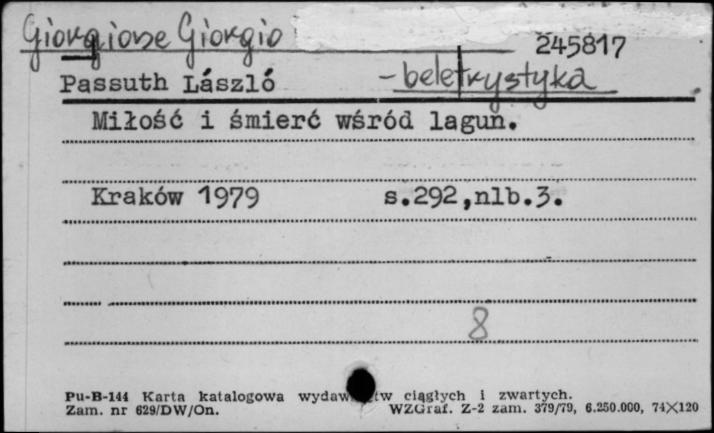 Giorgione Giorgio
245817
Passuth László
- beletrystyka
Miłość i śmierć wśród lagun.
Kraków 1979 s.292,nlb.3.
8
Pu-B-144 Karta katalogowa wydaw tw ciągłych i zwartych.
Zam. nr 629/DW/On. WZGraf. Z-2 zam. 379/79, 6.250.000, 74×120